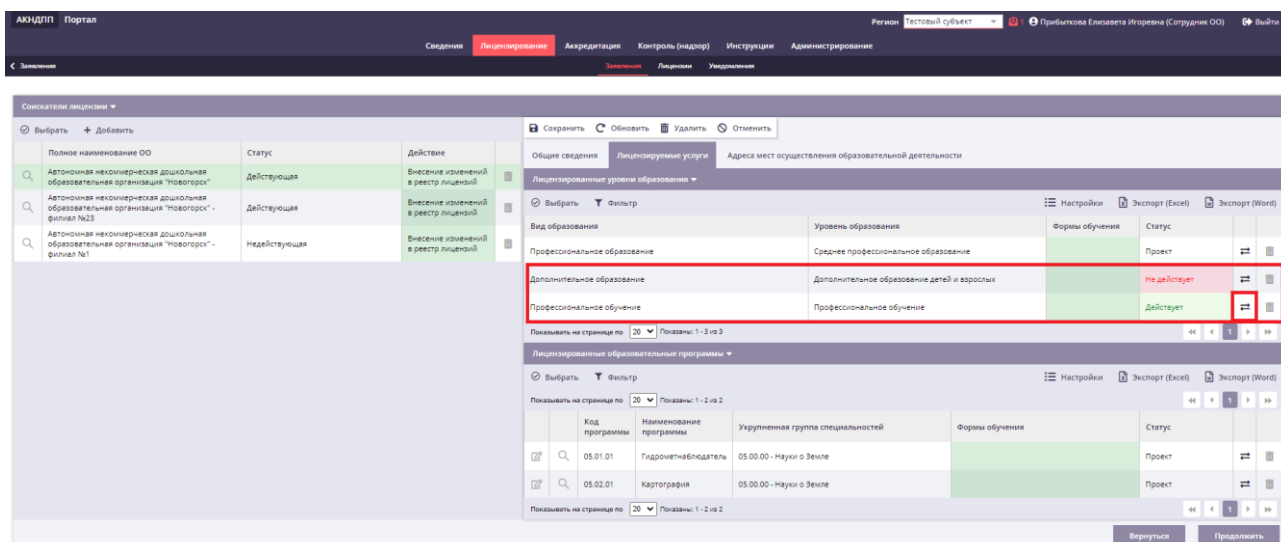 АКНДПП Портал
Регион Тестовый субъект 1 Прибыткова Елизавета Игоревна (Сотрудник ОО) Выйти
Сведения Лицензирование Аккредитация Контроль (надзор) Инструкции Администрирование
Заявления Заявления Лицензии Уведомления
Соискатели лицензии
Выбрать + Добавить
Полное наименование ОО Статус Действие
Автономная некоммерческая дошкольная образовательная организация "Новогорск" Действующая Внесение изменений в реестр лицензий
Автономная некоммерческая дошкольная образовательная организация "Новогорск" - филиал №23 Действующая Внесение изменений в реестр лицензий
Автономная некоммерческая дошкольная образовательная организация "Новогорск" - филиал №1 Недействующая Внесение изменений в реестр лицензий
Сохранить Обновить Удалить Отменить
Общие сведения Лицензируемые услуги Адреса мест осуществления образовательной деятельности
Лицензированные уровни образования
Выбрать Фильтр Настройки Экспорт (Excel) Экспорт (Word)
Вид образования Уровень образования Формы обучения Статус
Профессиональное образование Среднее профессиональное образование Проект
Дополнительное образование Дополнительное образование детей и взрослых Не действует
Профессиональное обучение Профессиональное обучение Действует
Показывать на странице по 20 Показаны: 1 - 3 из 3 1
Лицензированные образовательные программы
Выбрать Фильтр Настройки Экспорт (Excel) Экспорт (Word)
Показывать на странице по 20 Показаны: 1 - 2 из 2 1
Код программы Наименование программы Укрупненная группа специальностей Формы обучения Статус
05.01.01 Гидрометнаблюдатель 05.00.00 - Науки о Земле Проект
05.02.01 Картография 05.00.00 - Науки о Земле Проект
Показывать на странице по 20 Показаны: 1 - 2 из 2 1
Вернуться Продолжить